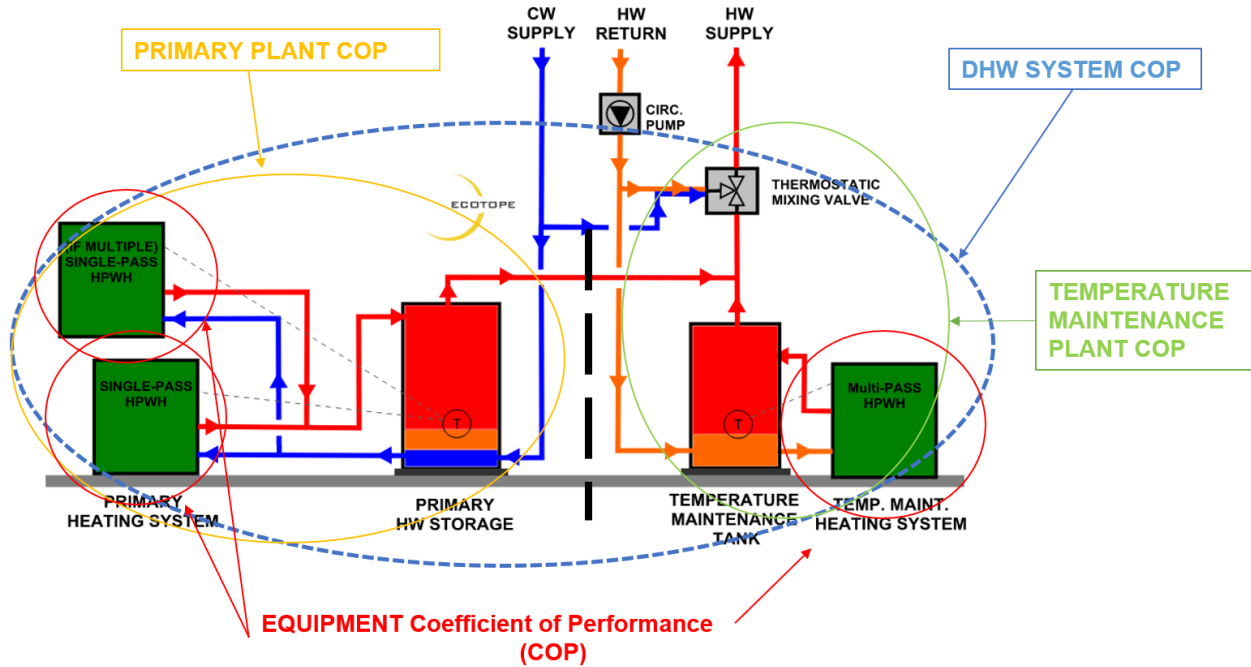 CW
SUPPLY
HW
RETURN
HW
SUPPLY
PRIMARY PLANT COP
DHW SYSTEM COP
CIRC.
PUMP
THERMOSTATIC
MIXING VALVE
ECOTOPE
(IF MULTIPLE)
SINGLE-PASS
HPWH
TEMPERATURE
MAINTENANCE
PLANT COP
SINGLE-PASS
HPWH
T
T
Multi-PASS
HPWH
PRIMARY
HEATING SYSTEM
PRIMARY
HW STORAGE
TEMPERATURE
MAINTENANCE
TANK
TEMP. MAINT.
HEATING SYSTEM
EQUIPMENT Coefficient of Performance
(COP)